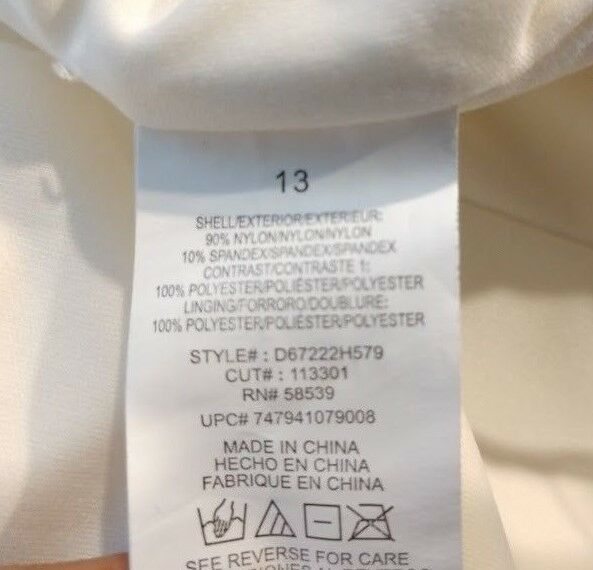 13
SHELL/EXTERIOR/EXTERIEUR:
90% NYLON/NYLON/NYLON
10% SPANDEX/SPANDEX/SPANDEX
CONTRAST/CONTRASTE 1:
100% POLYESTER/POLIÉSTER/POLYESTER
LINGING/FORRORO/DOUBLURE:
100% POLYESTER/POLIÉSTER/POLYESTER
STYLE# : D67222H579
CUT# : 113301
RN# 58539
UPC# 747941079008
MADE IN CHINA
HECHO EN CHINA
FABRIQUE EN CHINA
SEE REVERSE FOR CARE